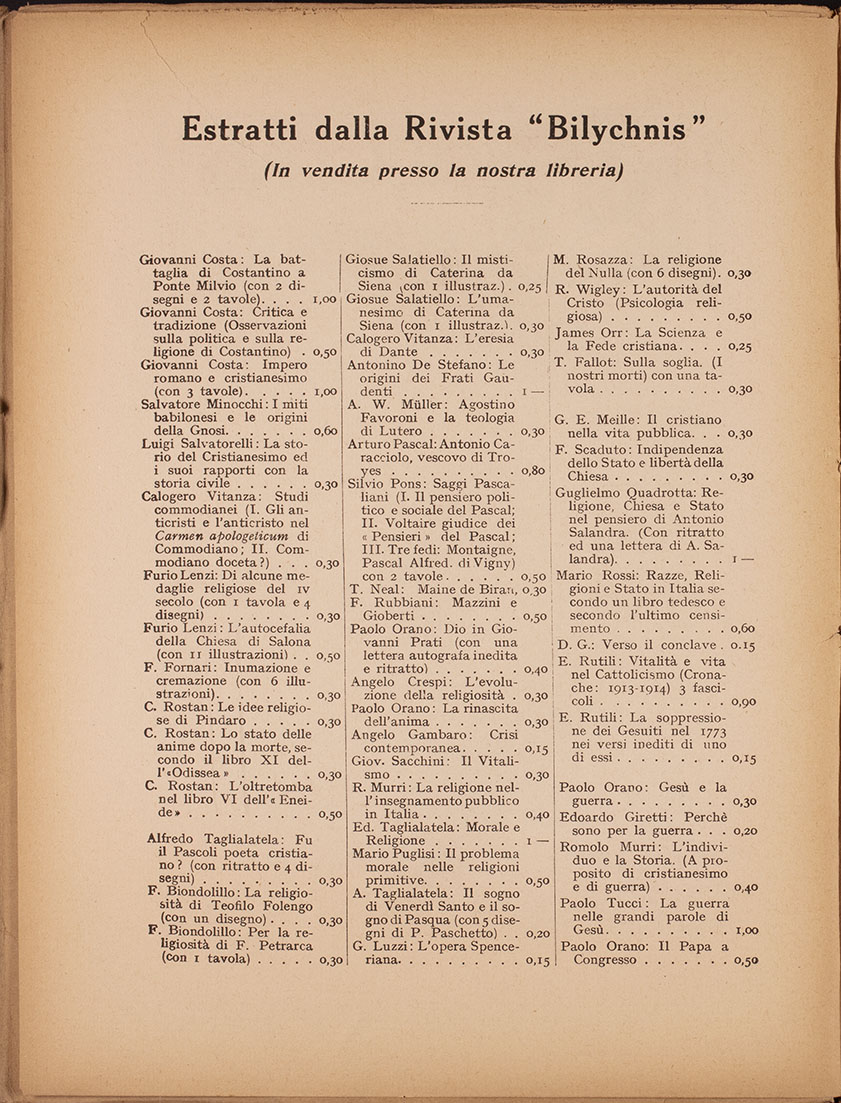 Estratti dalla Rivista "Bilychnis"
(In vendita presso la nostra libreria)
Giovanni Costa: La bat-
taglia di Costantino a
Ponte Milvio (con 2 di-
segni e 2 tavole). . . . 1,00
Giovanni Costa: Critica e
tradizione (Osservazioni
sulla politica e sulla re-
ligione di Costantino) . 0,50
Giovanni Costa: Impero
romano e cristianesimo
(con 3 tavole). . . . . . 1,00
Salvatore Minocchi: I miti
babilonesi e le origini
della Gnosi. . . . . . . 0,60
Luigi Salvatorelli: La sto-
rio del Cristianesimo ed
i suoi rapporti con la
storia civile . . . . . . 0,30
Calogero Vitanza: Studi
commodianei (I. Gli an-
ticristi e l'anticristo nel
Carmen apologeticum di
Commodiano; II. Com-
modiano doceta?) . . . 0,30
Furio Lenzi: Di alcune me-
daglie religiose del IV
secolo (con 1 tavola e 4
disegni) . . . . . . . . 0,30
Furio Lenzi: L'autocefalia
della Chiesa di Salona
(con 11 illustrazioni) . . 0,50
F. Fornari: Inumazione e
cremazione (con 6 illu-
strazioni). . . . . . . . 0,30
C. Rostan: Le idee religio-
se di Pindaro . . . . . 0,30
C. Rostan: Lo stato delle
anime dopo la morte, se-
condo il libro XI del-
l'«Odissea» . . . . . . 0,30
C. Rostan: L'oltretomba
nel libro VI dell'« Enei-
de» . . . . . . . . . . 0,50
Alfredo Taglialatela: Fu
il Pascoli poeta cristia-
no? (con ritratto e 4 di-
segni) . . . . . . . . . 0,30
F. Biondolillo: La religio-
sità di Teofilo Folengo
(con un disegno) . . . . 0,30
F. Biondolillo: Per la re-
ligiosità di F. Petrarca
(con 1 tavola) . . . . . 0,30
Giosue Salatiello: Il misti-
cismo di Caterina da
Siena (con 1 illustraz.) . 0,25
Giosue Salatiello: L'uma-
nesimo di Caterina da
Siena (con 1 illustraz.). 0,30
Calogero Vitanza: L'eresia
di Dante . . . . . . . 0,30
Antonino De Stefano: Le
origini dei Frati Gau-
denti . . . . . . . . . 1 —
A. W. Müller: Agostino
Favoroni e la teologia
di Lutero . . . . . . . 0,30
Arturo Pascal: Antonio Ca-
racciolo, vescovo di Tro-
yes . . . . . . . . . . 0,80
Silvio Pons: Saggi Pasca-
liani (I. Il pensiero poli-
tico e sociale del Pascal;
II. Voltaire giudice dei
« Pensieri » del Pascal;
III. Tre fedi: Montaigne,
Pascal Alfred. di Vigny)
con 2 tavole. . . . . . 0,50
T. Neal: Maine de Biran, 0,30
F. Rubbiani: Mazzini e
Gioberti . . . . . . . 0,50
Paolo Orano: Dio in Gio-
vanni Prati (con una
lettera autografa inedita
e ritratto) . . . . . . . 0,40
Angelo Crespi: L'evolu-
zione della religiosità . 0,30
Paolo Orano: La rinascita
dell'anima . . . . . . . 0,30
Angelo Gambaro: Crisi
contemporanea. . . . . 0,15
Giov. Sacchini: Il Vitali-
smo . . . . . . . . . . 0,30
R. Murri: La religione nel-
l'insegnamento pubblico
in Italia . . . . . . . . 0,40
Ed. Taglialatela: Morale e
Religione . . . . . . . 1 —
Mario Puglisi: Il problema
morale nelle religioni
primitive. . . . . . . . 0,50
A. Taglialatela: Il sogno
di Venerdì Santo e il so-
gno di Pasqua (con 5 dise-
gni di P. Paschetto) . . 0,20
G. Luzzi: L'opera Spence-
riana. . . . . . . . . . 0,15
M. Rosazza: La religione
del Nulla (con 6 disegni). 0,30
R. Wigley: L'autorità del
Cristo (Psicologia reli-
giosa) . . . . . . . . . 0,50
James Orr: La Scienza e
la Fede cristiana. . . . 0,25
T. Fallot: Sulla soglia. (I
nostri morti) con una ta-
vola . . . . . . . . . . 0,30
G. E. Meille: Il cristiano
nella vita pubblica. . . 0,30
F. Scaduto: Indipendenza
dello Stato e libertà della
Chiesa . . . . . . . . . 0,30
Guglielmo Quadrotta: Re-
ligione, Chiesa e Stato
nel pensiero di Antonio
Salandra. (Con ritratto
ed una lettera di A. Sa-
landra). . . . . . . . . 1 —
Mario Rossi: Razze, Reli-
gioni e Stato in Italia se-
condo un libro tedesco e
secondo l'ultimo censi-
mento . . . . . . . . 0,60
D. G.: Verso il conclave . 0.15
E. Rutili: Vitalità e vita
nel Cattolicismo (Crona-
che: 1913-1914) 3 fasci-
coli . . . . . . . . . . 0,90
E. Rutili: La soppressio-
ne dei Gesuiti nel 1773
nei versi inediti di uno
di essi . . . . . . . . . 0,15
Paolo Orano: Gesù e la
guerra . . . . . . . . . 0,30
Edoardo Giretti: Perchè
sono per la guerra . . . 0,20
Romolo Murri: L'indivi-
duo e la Storia. (A pro-
posito di cristianesimo
e di guerra) . . . . . . 0,40
Paolo Tucci: La guerra
nelle grandi parole di
Gesù. . . . . . . . . . 1,00
Paolo Orano: Il Papa a
Congresso . . . . . . . 0,50